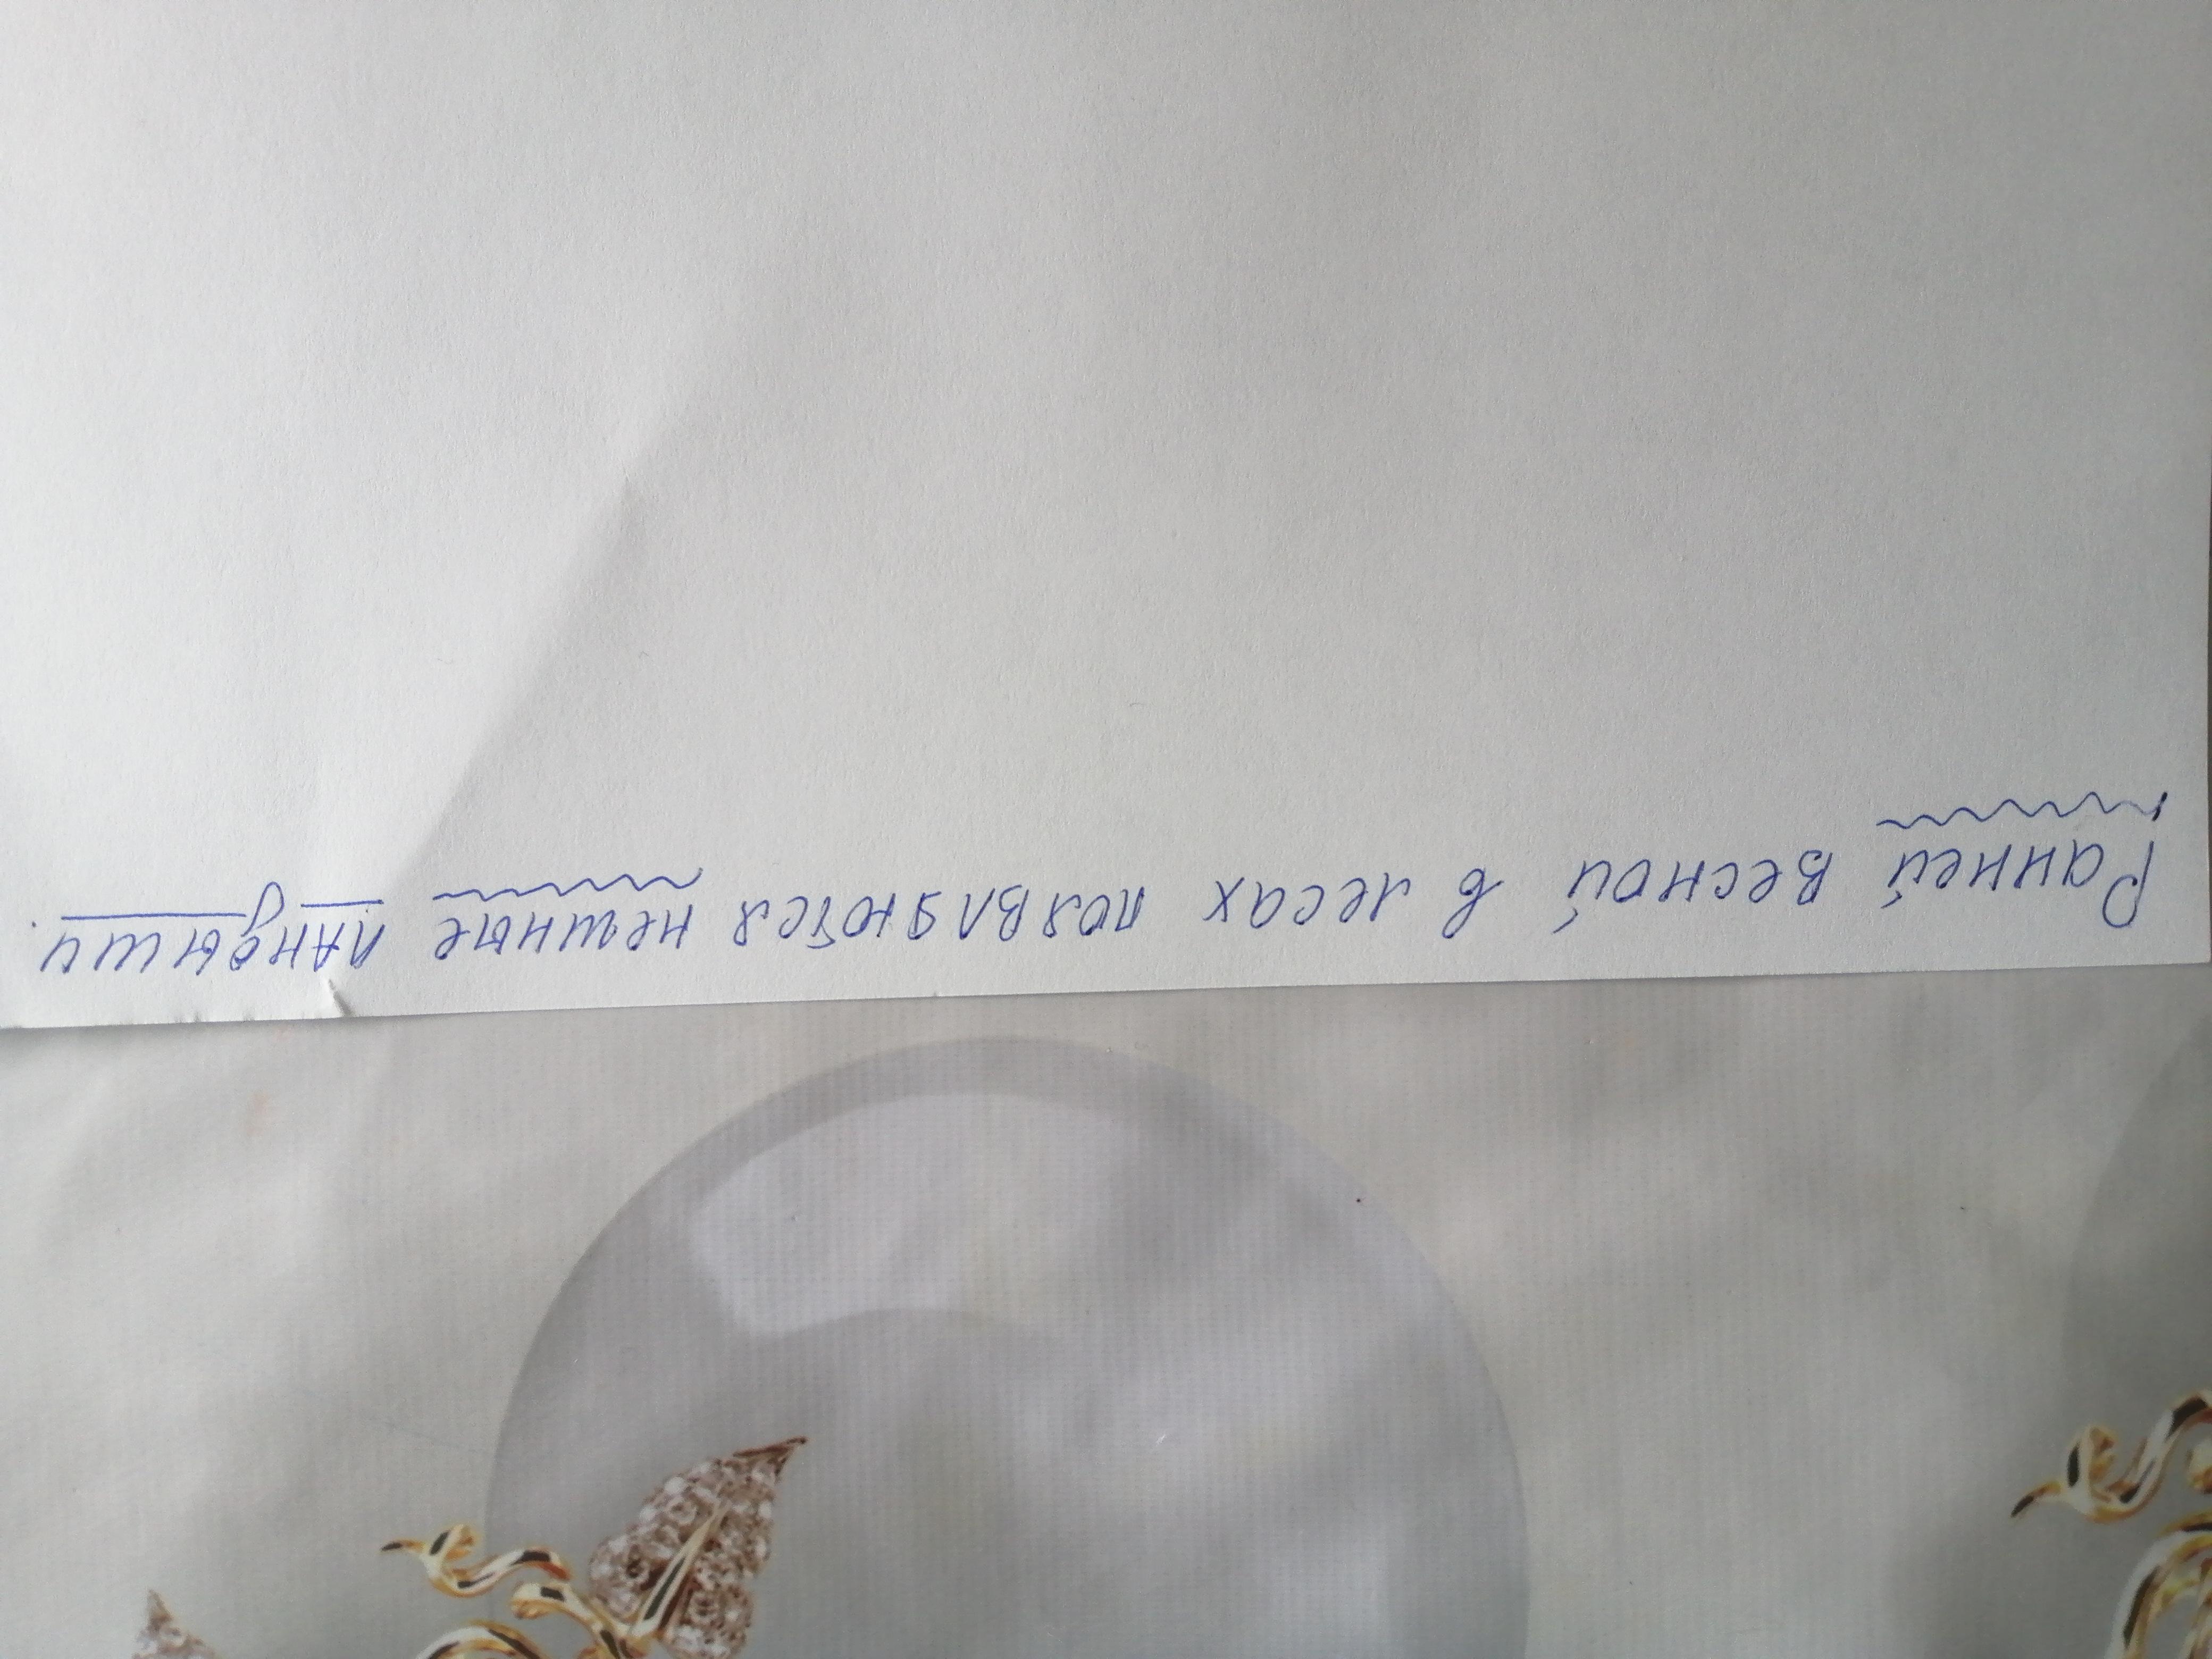 Ранней весной в лесах появляются нежные ландыши.